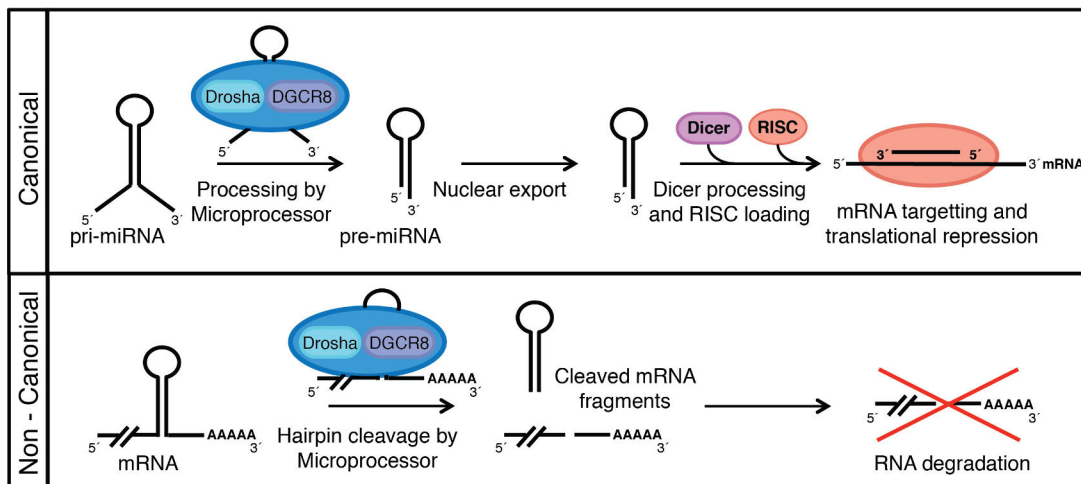 Canonical
Drosha DGCR8
5´ 3´
Processing by
Microprocessor
5´ 3´
pri-miRNA
5´
3´
pre-miRNA
Nuclear export
5´
3´
Dicer RISC
Dicer processing
and RISC loading
3´ 5´
5´ 3´ mRNA
mRNA targetting and
translational repression
Non - Canonical
5´ AAAAA 3´
mRNA
Drosha DGCR8
5´ AAAAA 3´
Hairpin cleavage by
Microprocessor
Cleaved mRNA
fragments
5´ AAAAA 3´
5´ AAAAA 3´
RNA degradation